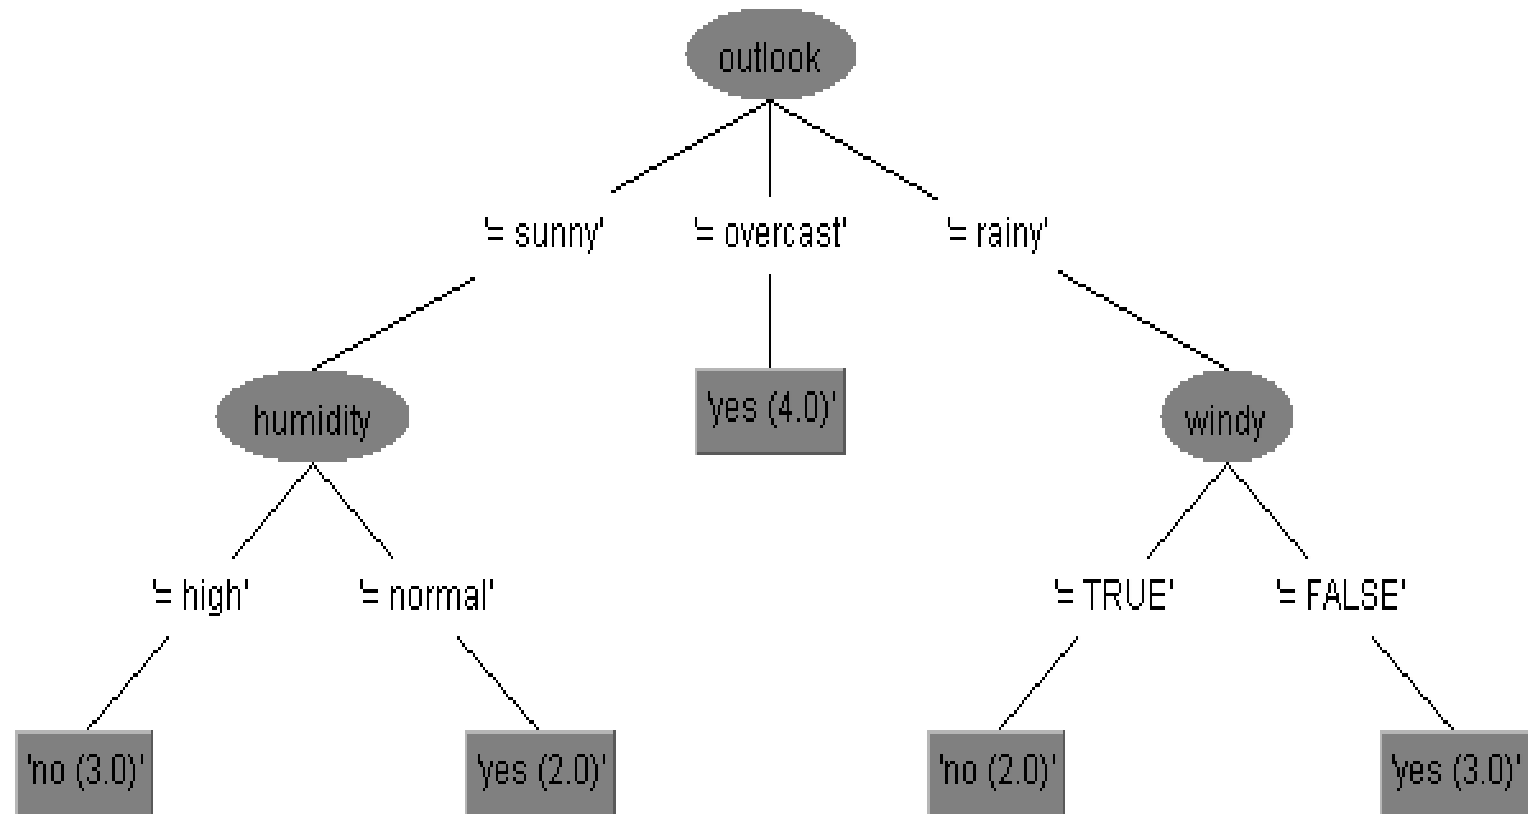 outlook
'= sunny' '= overcast' '= rainy'
humidity 'yes (4.0)' windy
'= high' '= normal' '= TRUE' '= FALSE'
'no (3.0)' 'yes (2.0)' 'no (2.0)' 'yes (3.0)'